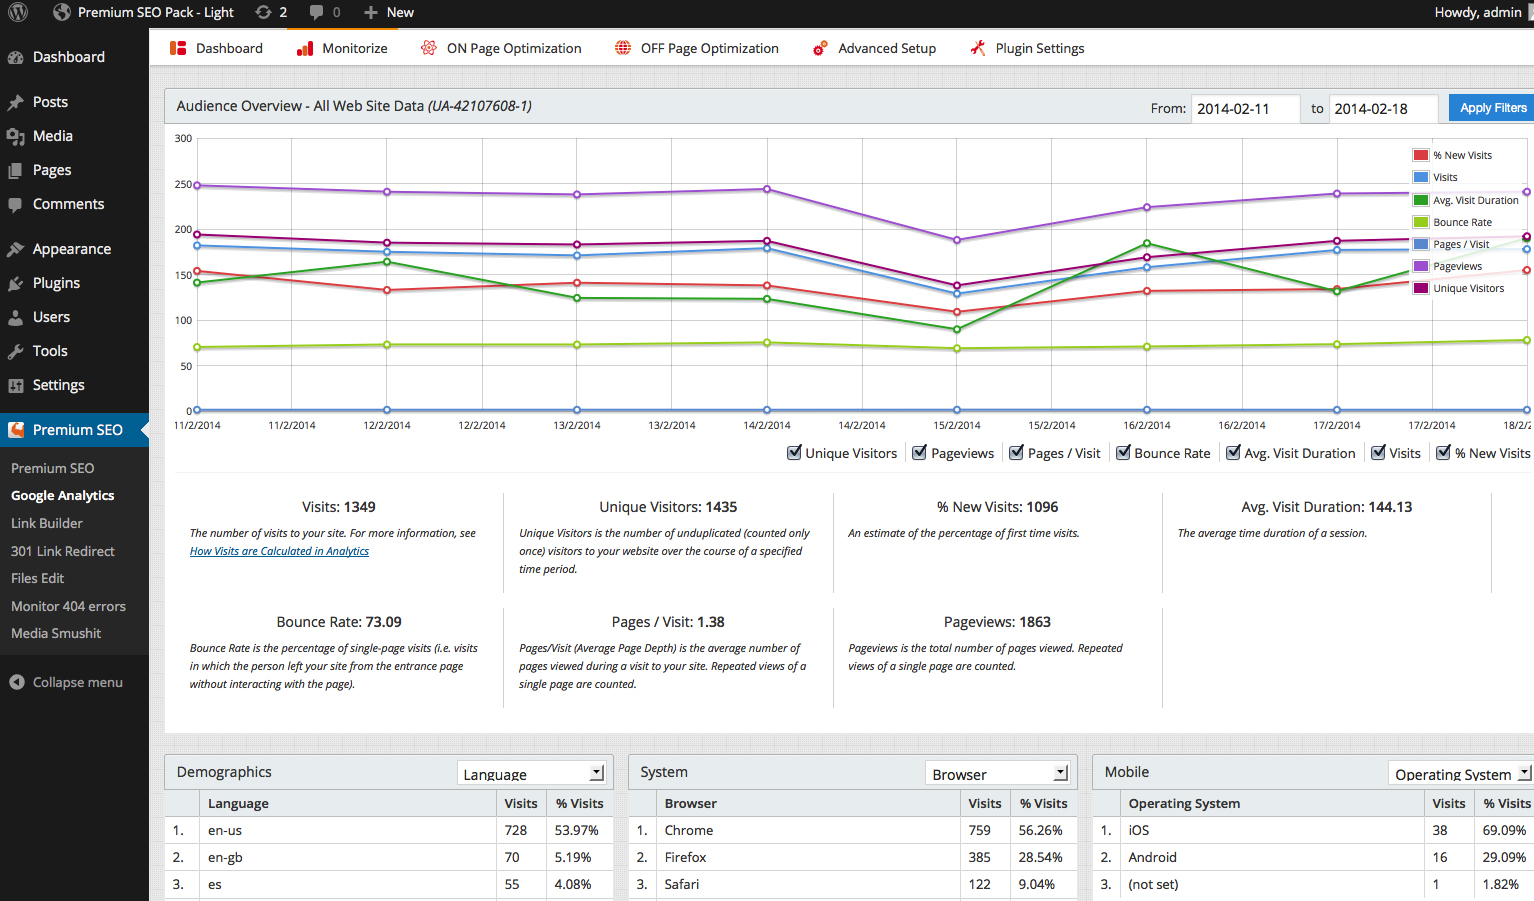 Premium SEO Pack - Light 2 0 New Howdy, admin
Dashboard
Posts
Media
Pages
Comments
Appearance
Plugins
Users
Tools
Settings
Premium SEO
Premium SEO
Google Analytics
Link Builder
301 Link Redirect
Files Edit
Monitor 404 errors
Media Smushit
Collapse menu
Dashboard Monitorize ON Page Optimization OFF Page Optimization Advanced Setup Plugin Settings
Audience Overview - All Web Site Data (UA-42107608-1) From: 2014-02-11 to 2014-02-18 Apply Filters
300
250
200
150
100
50
0
% New Visits
Visits
Avg. Visit Duration
Bounce Rate
Pages / Visit
Pageviews
Unique Visitors
11/2/2014 11/2/2014 12/2/2014 12/2/2014 13/2/2014 13/2/2014 14/2/2014 14/2/2014 15/2/2014 15/2/2014 16/2/2014 16/2/2014 17/2/2014 17/2/2014 18/2/2
Unique Visitors Pageviews Pages / Visit Bounce Rate Avg. Visit Duration Visits % New Visits
Visits: 1349
The number of visits to your site. For more information, see
How Visits are Calculated in Analytics
Unique Visitors: 1435
Unique Visitors is the number of unduplicated (counted only
once) visitors to your website over the course of a specified
time period.
% New Visits: 1096
An estimate of the percentage of first time visits.
Avg. Visit Duration: 144.13
The average time duration of a session.
Bounce Rate: 73.09
Bounce Rate is the percentage of single-page visits (i.e. visits
in which the person left your site from the entrance page
without interacting with the page).
Pages / Visit: 1.38
Pages/Visit (Average Page Depth) is the average number of
pages viewed during a visit to your site. Repeated views of a
single page are counted.
Pageviews: 1863
Pageviews is the total number of pages viewed. Repeated
views of a single page are counted.
Demographics Language
Language Visits % Visits
1. en-us 728 53.97%
2. en-gb 70 5.19%
3. es 55 4.08%
System Browser
Browser Visits % Visits
1. Chrome 759 56.26%
2. Firefox 385 28.54%
3. Safari 122 9.04%
Mobile Operating System
Operating System Visits % Visits
1. iOS 38 69.09%
2. Android 16 29.09%
3. (not set) 1 1.82%